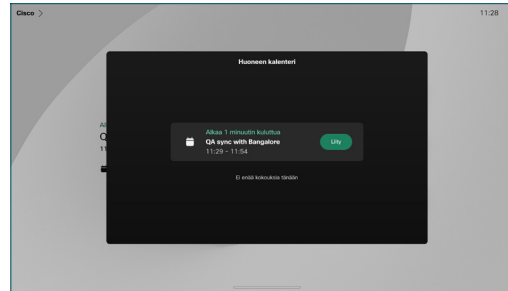 Cisco
11:28
Huoneen kalenteri
Alkaa 1 minuutin kuluttua
QA sync with Bangalore
11:29 – 11:54
Liity
Ei enää kokouksia tänään